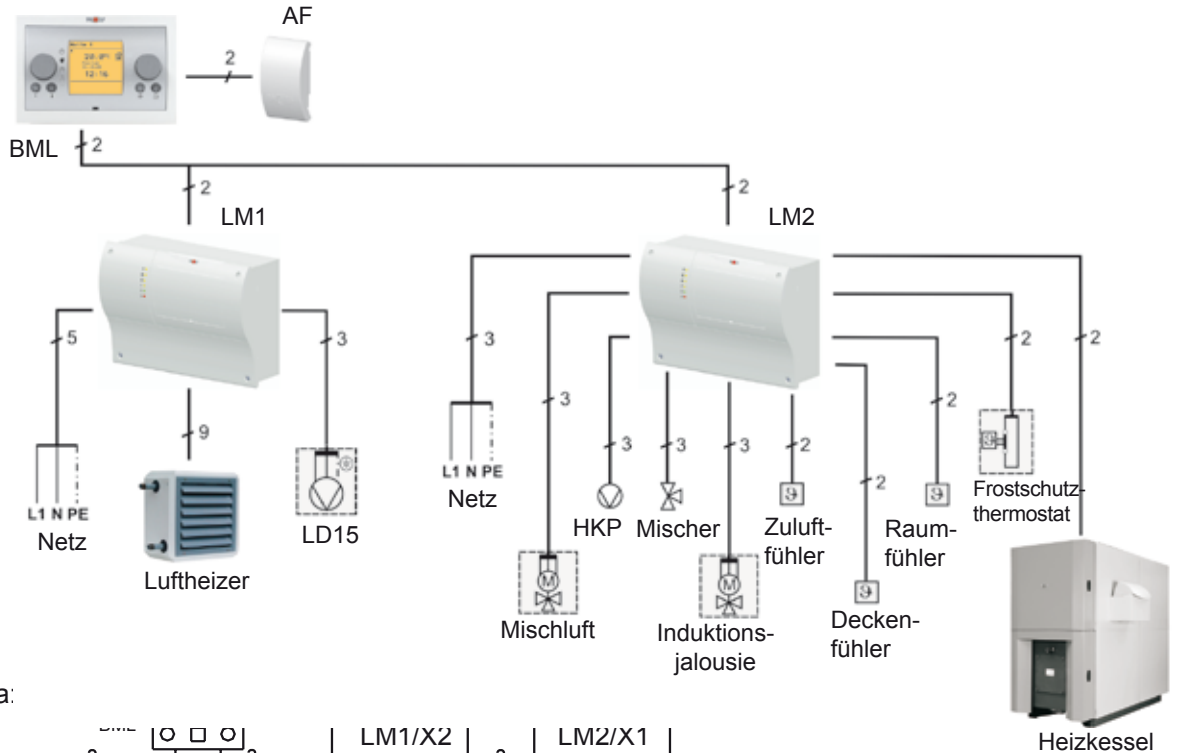 AF
2
BML
2
2
2
LM1
LM2
5
3
3
2
2
3
2
9
3
3
3
2
2
L1 N PE
Netz
L1 N PE
Netz
LD15
Luftheizer
HKP
Mischer
Zuluft-
fühler
Raum-
fühler
Frostschutz-
thermostat
M
Mischluft
M
Induktions-
jalousie
Decken-
fühler
Heizkessel
a:
BML
LM1/X2
LM2/X1